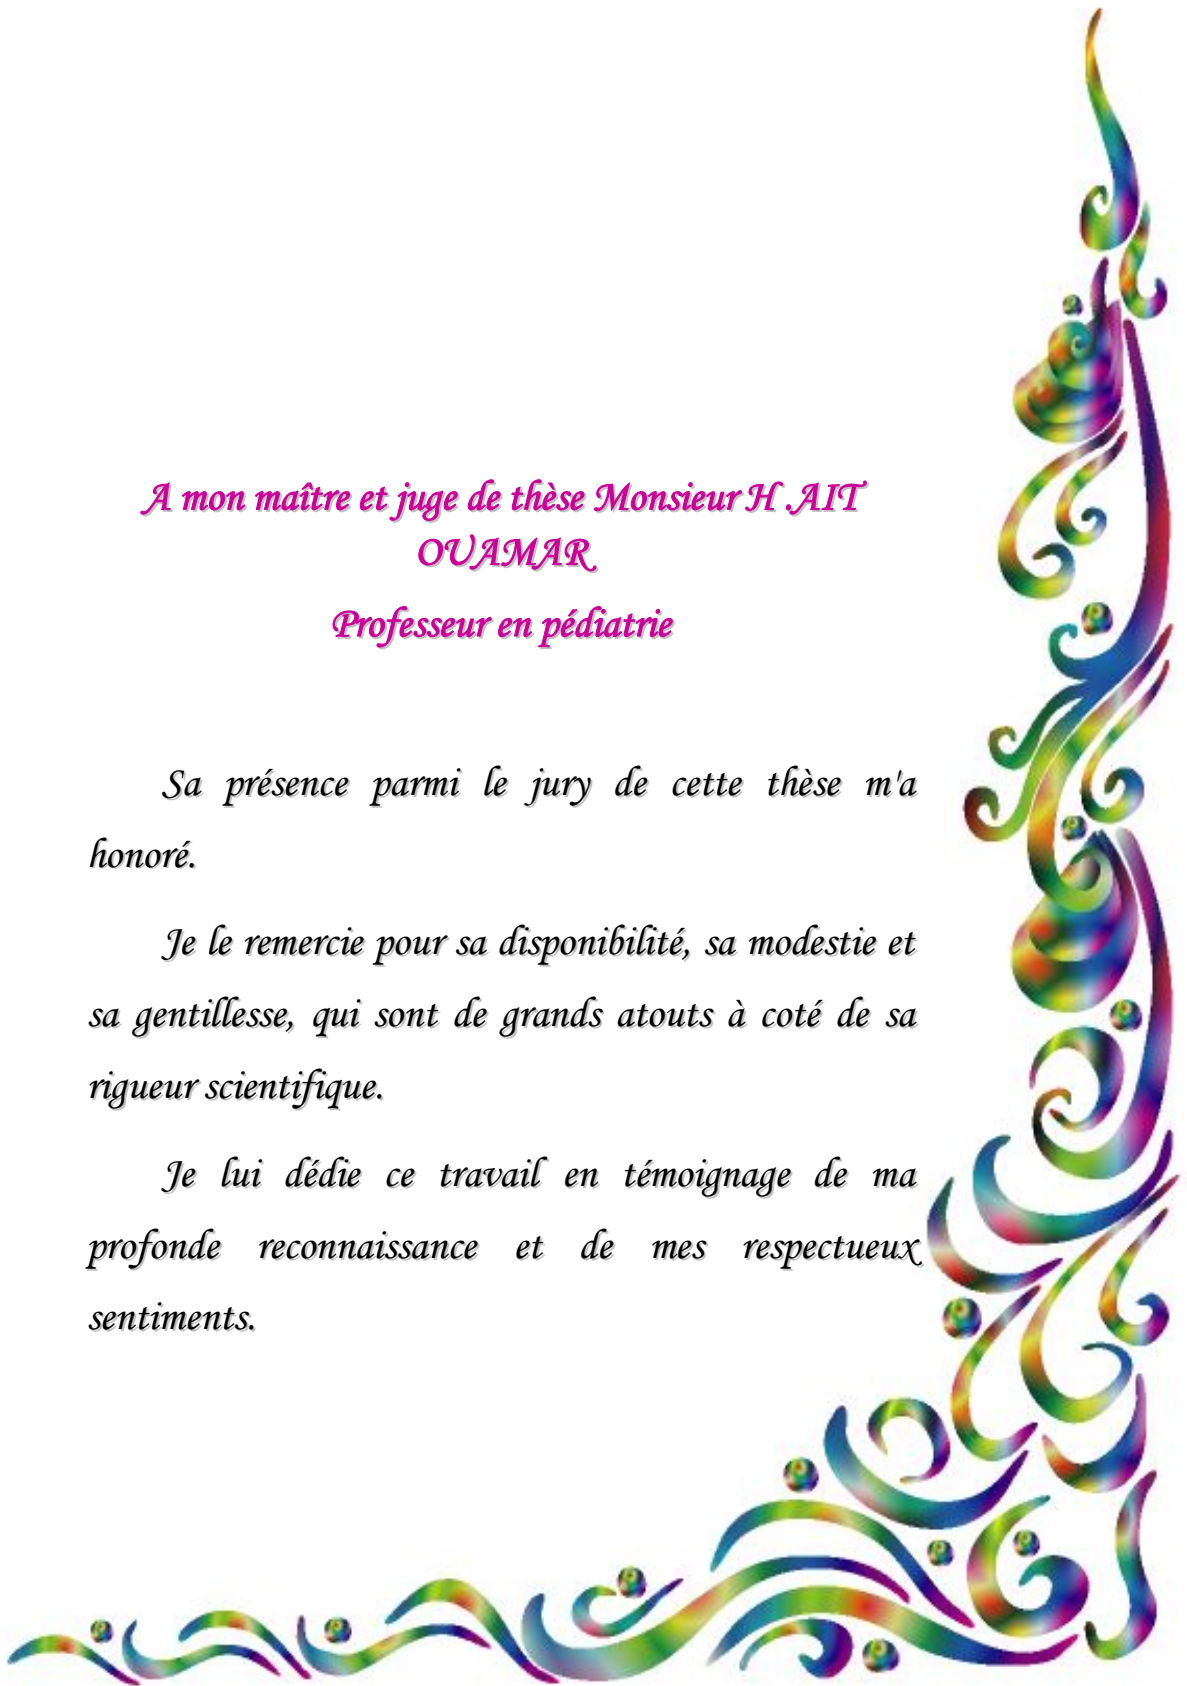 A mon maître et juge de thèse Monsieur H .AIT
OUAMAR
Professeur en pédiatrie
Sa présence parmi le jury de cette thèse m'a
honoré.
Je le remercie pour sa disponibilité, sa modestie et
sa gentillesse, qui sont de grands atouts à coté de sa
rigueur scientifique.
Je lui dédie ce travail en témoignage de ma
profonde reconnaissance et de mes respectueux
sentiments.